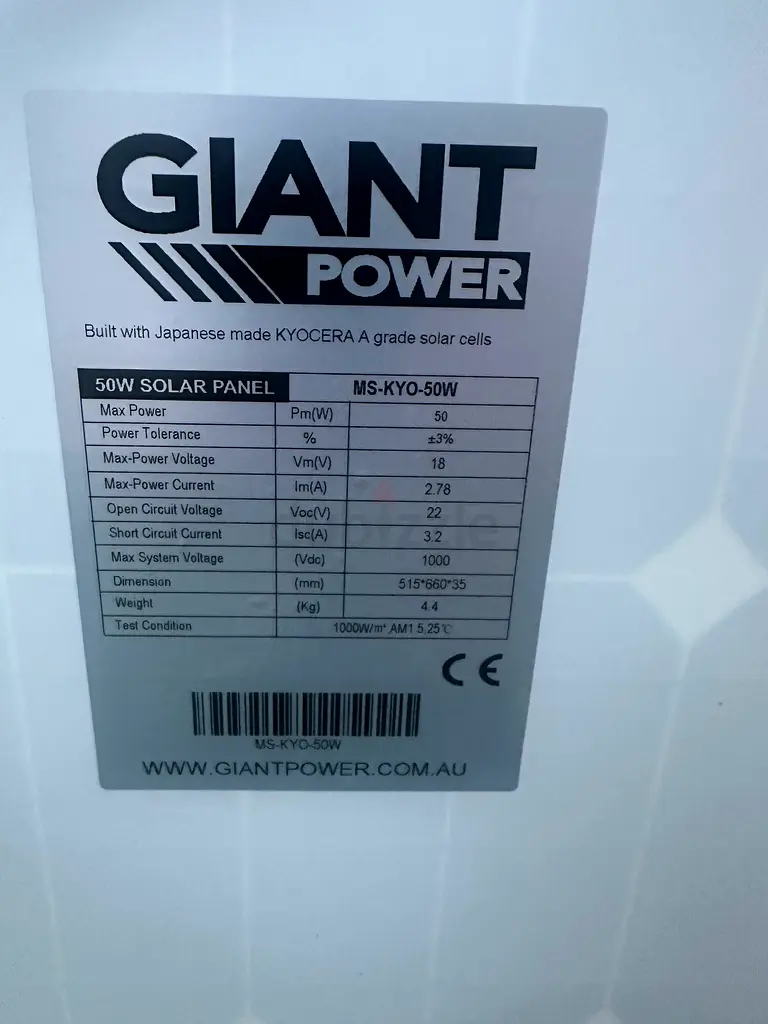 GIANT
POWER
Built with Japanese made KYOCERA A grade solar cells
50W SOLAR PANEL MS-KYO-50W
Max Power Pm(W) 50
Power Tolerance % ±3%
Max-Power Voltage Vm(V) 18
Max-Power Current Im(A) 2.78
Open Circuit Voltage Voc(V) 22
Short Circuit Current Isc(A) 3.2
Max System Voltage (Vdc) 1000
Dimension (mm) 515*660*35
Weight (Kg) 4.4
Test Condition 1000W/m² AM1.5,25℃
CE
MS-KYO-50W
WWW.GIANTPOWER.COM.AU